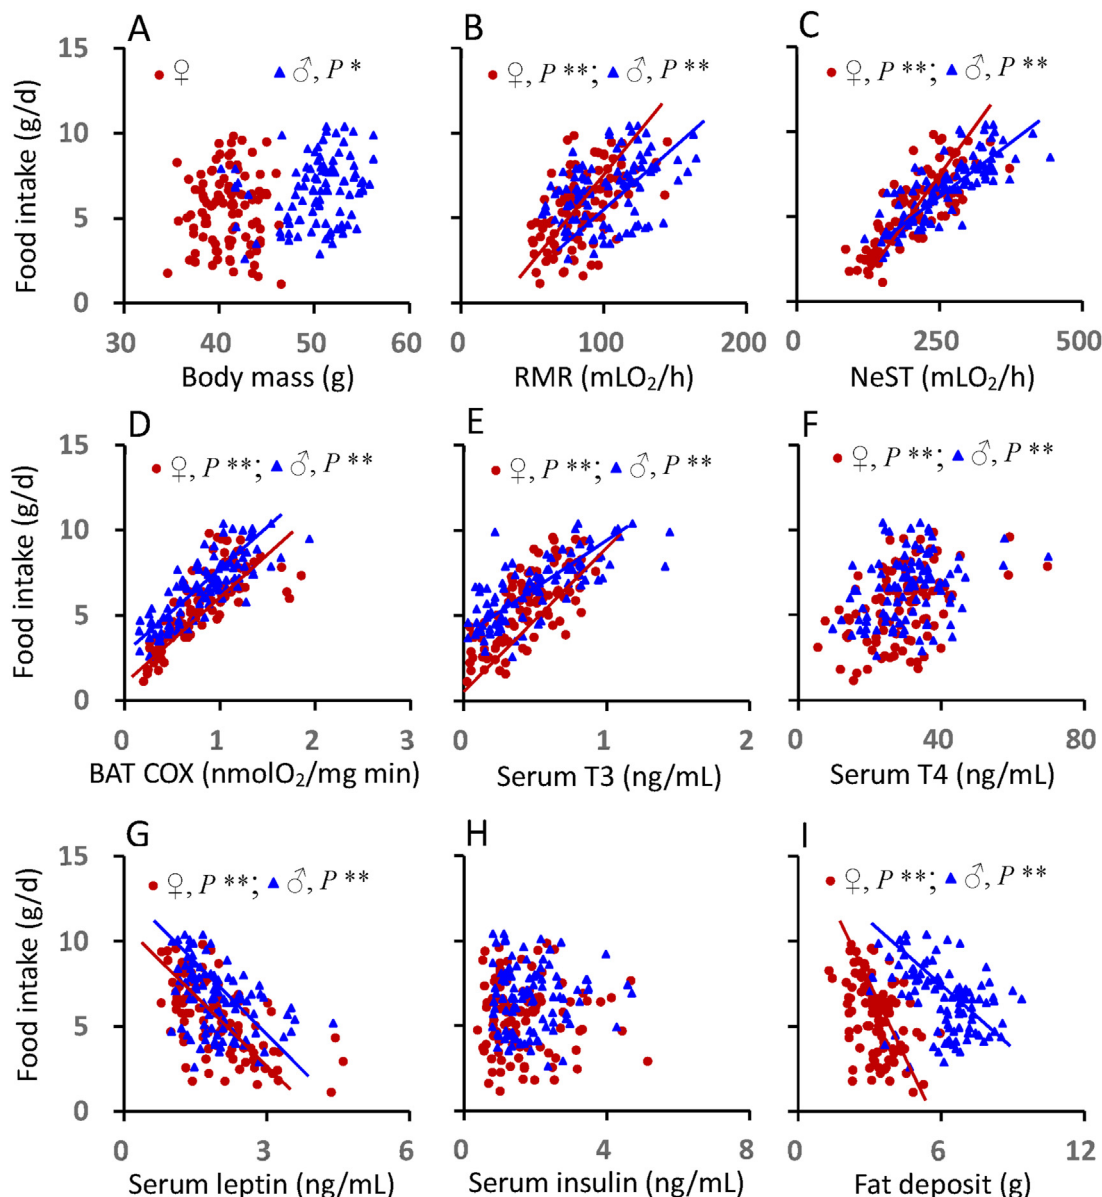 A B C
Food intake (g/d)
15
10
5
0
♀ ♂, P *
♀, P **; ♂, P **
♀, P **; ♂, P **
30 40 50 60
0 100 200
0 250 500
Body mass (g)
RMR (mLO₂/h)
NeST (mLO₂/h)
D E F
Food intake (g/d)
15
10
5
0
♀, P **; ♂, P **
♀, P **; ♂, P **
♀, P **; ♂, P **
0 1 2 3
0 1 2
0 40 80
BAT COX (nmolO₂/mg min)
Serum T3 (ng/mL)
Serum T4 (ng/mL)
G H I
Food intake (g/d)
15
10
5
0
♀, P **; ♂, P **
♀, P **; ♂, P **
0 3 6
0 4 8
0 6 12
Serum leptin (ng/mL)
Serum insulin (ng/mL)
Fat deposit (g)